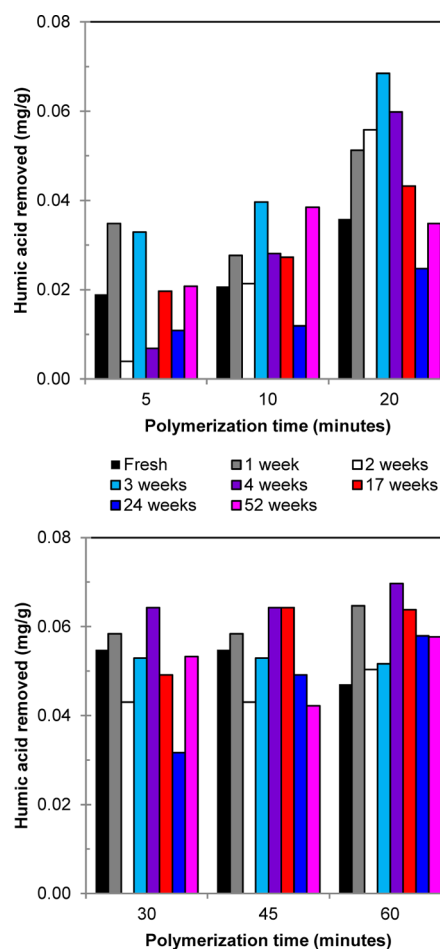 0.08
0.06
0.04
0.02
0.00
Humic acid removed (mg/g)
5 10 20
Polymerization time (minutes)
Fresh 1 week 2 weeks
3 weeks 4 weeks 17 weeks
24 weeks 52 weeks
0.08
0.06
0.04
0.02
0.00
Humic acid removed (mg/g)
30 45 60
Polymerization time (minutes)